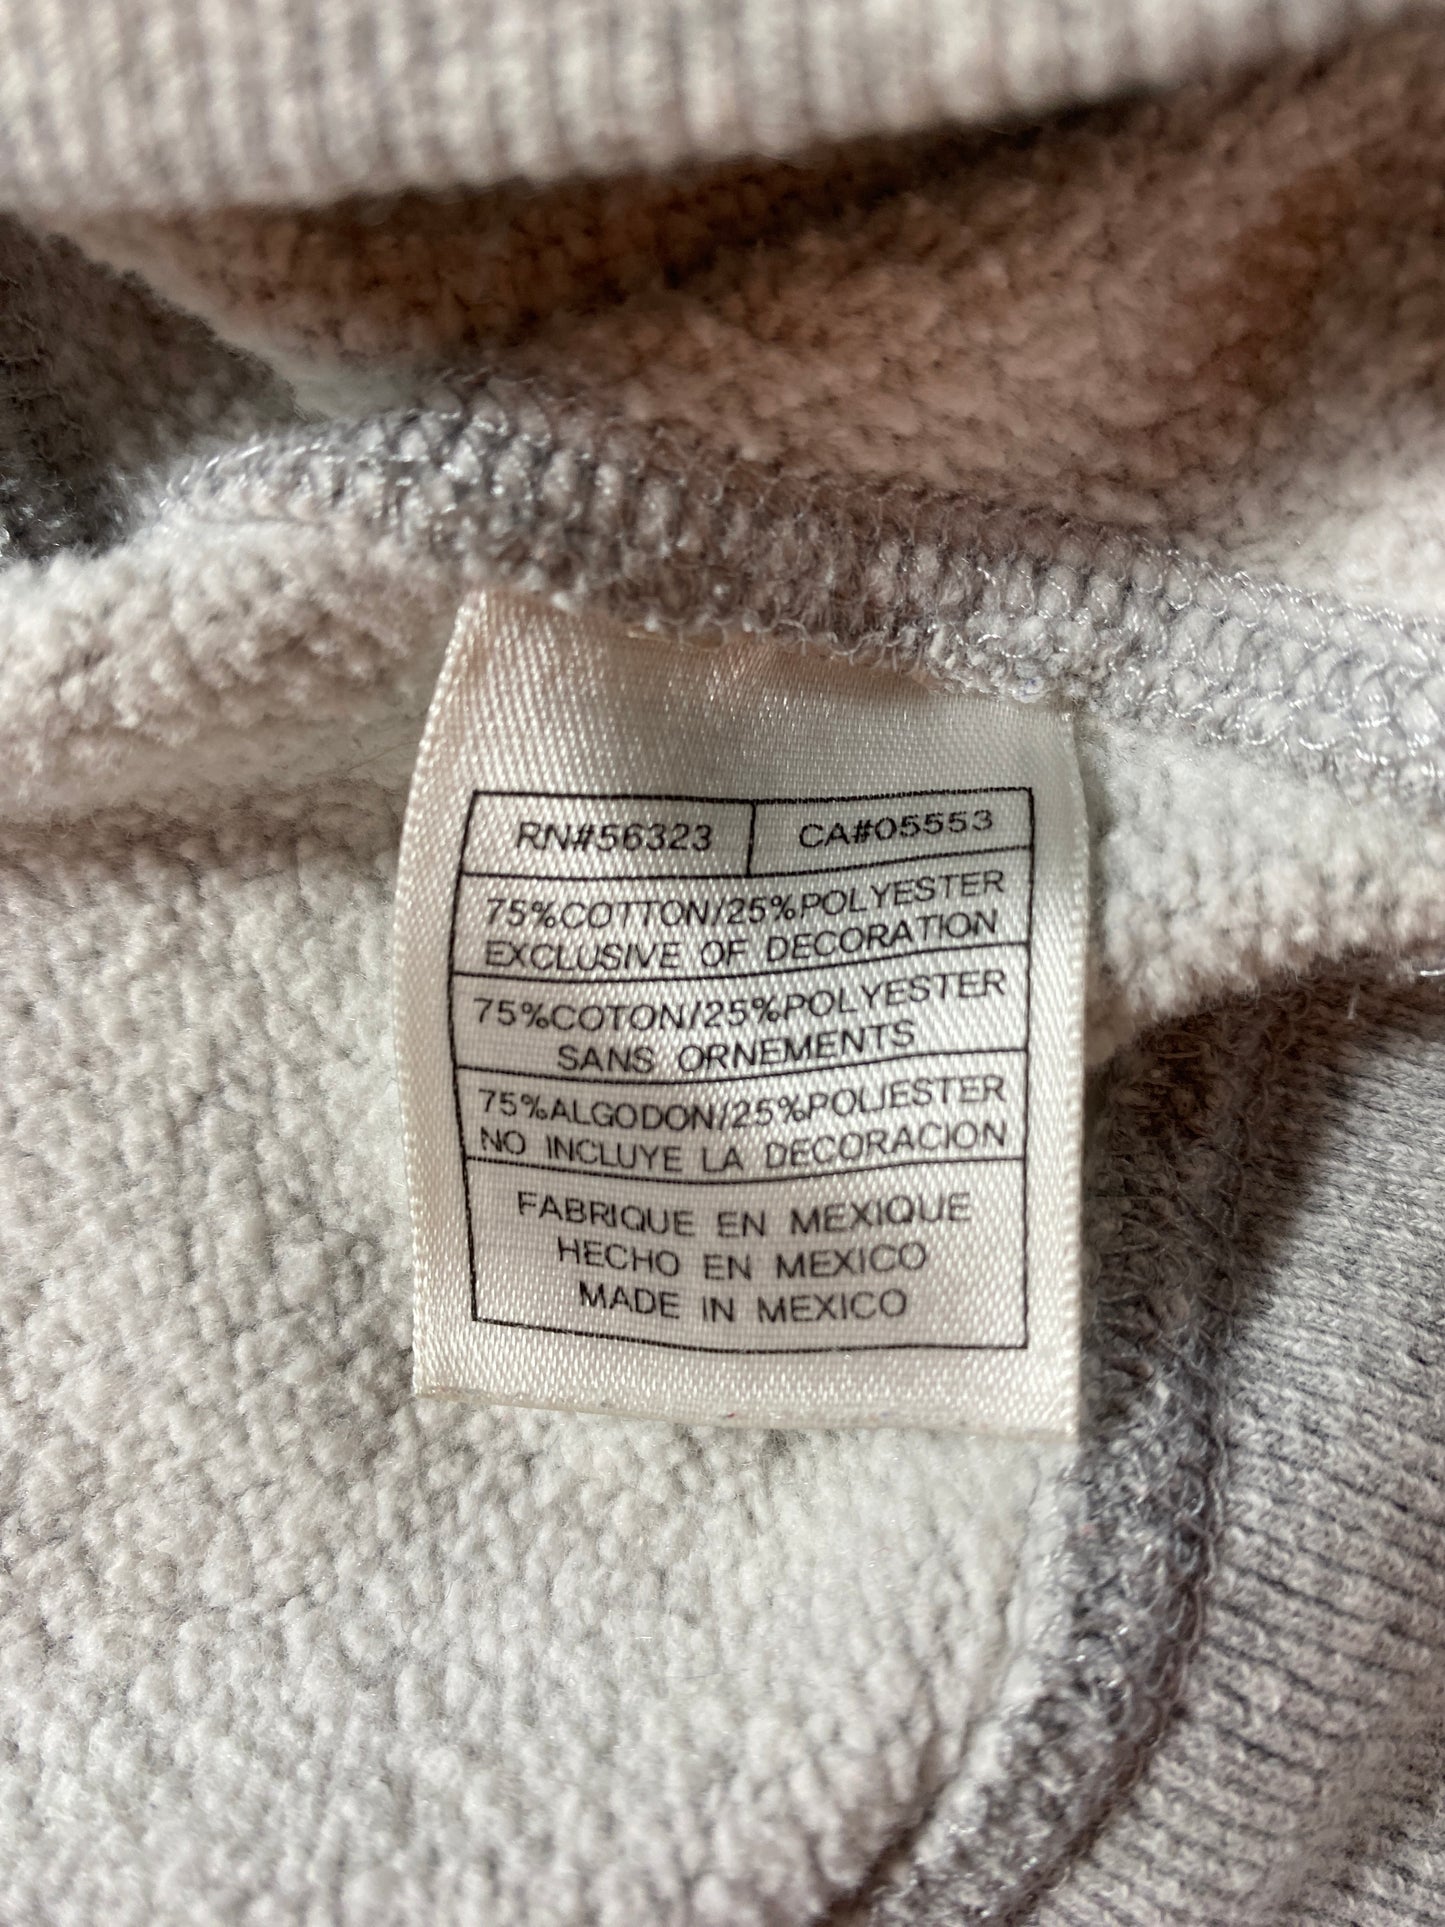 RN#56323 CA#05553
75%COTTON/25%POLYESTER
EXCLUSIVE OF DECORATION
75%COTON/25%POLYESTER
SANS ORNEMENTS
75%ALGODON/25%POLIESTER
NO INCLUYE LA DECORACION
FABRIQUE EN MEXIQUE
HECHO EN MEXICO
MADE IN MEXICO